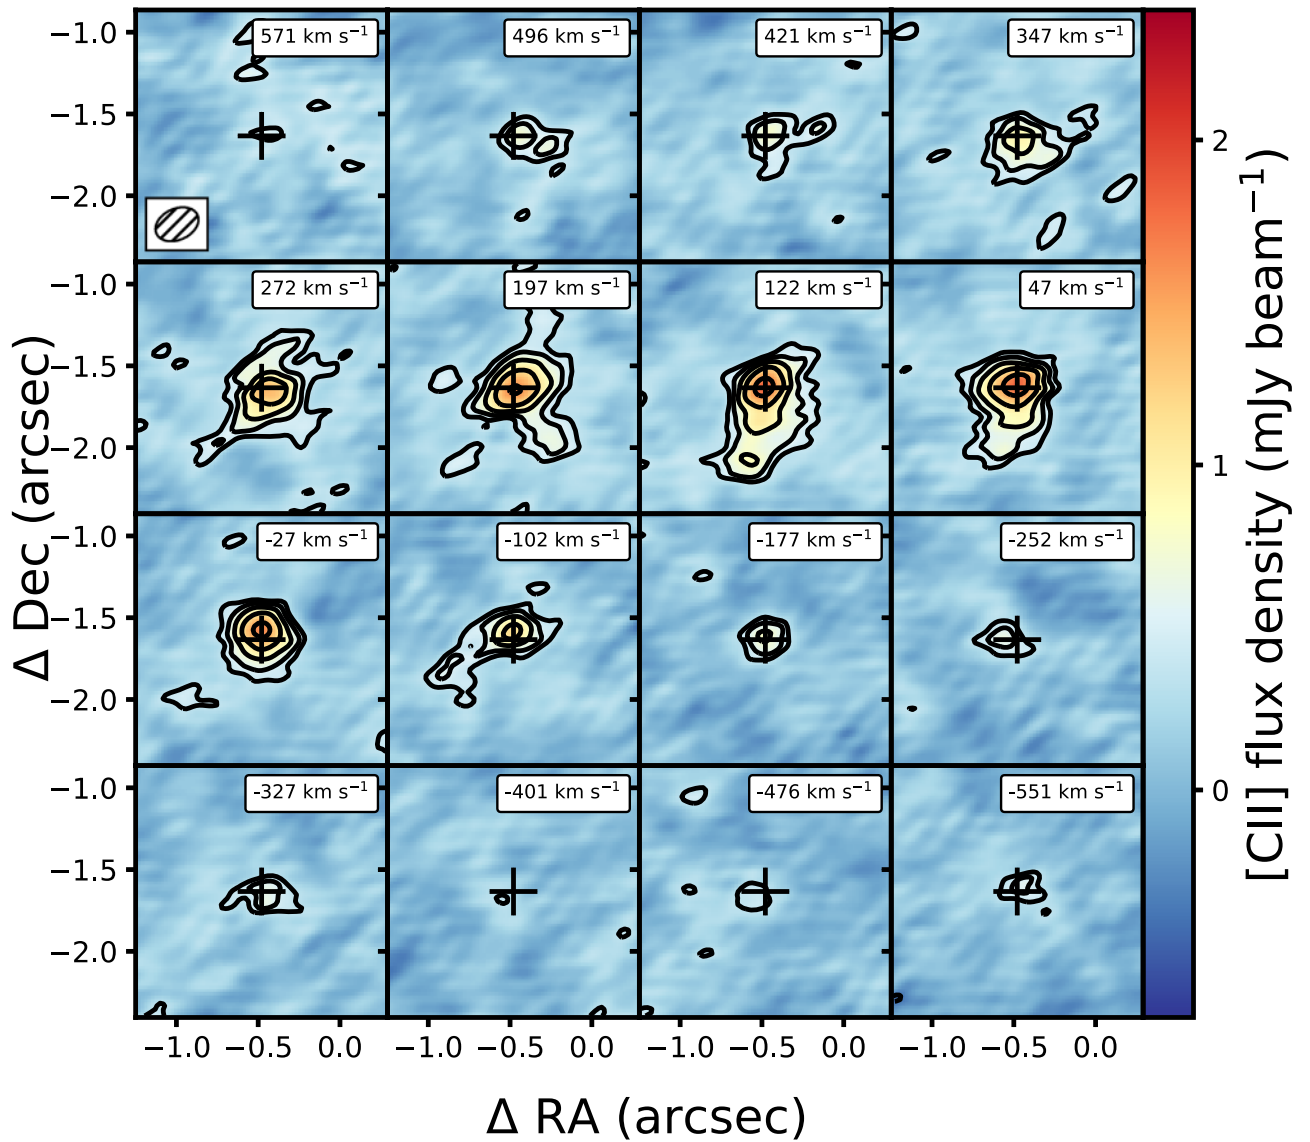 571 km s⁻¹
496 km s⁻¹
421 km s⁻¹
347 km s⁻¹
272 km s⁻¹
197 km s⁻¹
122 km s⁻¹
47 km s⁻¹
-27 km s⁻¹
-102 km s⁻¹
-177 km s⁻¹
-252 km s⁻¹
-327 km s⁻¹
-401 km s⁻¹
-476 km s⁻¹
-551 km s⁻¹
−1.0
−1.5
−2.0
−1.0
−1.5
−2.0
−1.0
−1.5
−2.0
−1.0
−1.5
−2.0
Δ Dec (arcsec)
−1.0 −0.5 0.0 −1.0 −0.5 0.0 −1.0 −0.5 0.0 −1.0 −0.5 0.0
Δ RA (arcsec)
2
1
0
[CII] flux density (mJy beam⁻¹)